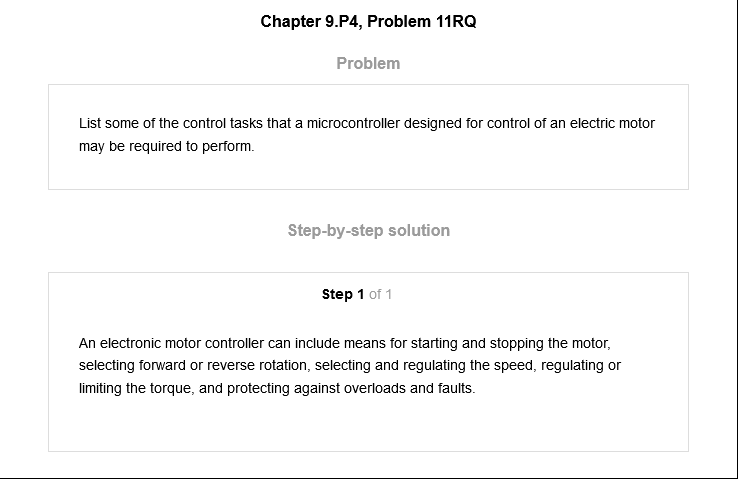 Chapter 9.P4, Problem 11RQ
Problem
List some of the control tasks that a microcontroller designed for control of an electric motor
may be required to perform.
Step-by-step solution
Step 1 of 1
An electronic motor controller can include means for starting and stopping the motor,
selecting forward or reverse rotation, selecting and regulating the speed, regulating or
limiting the torque, and protecting against overloads and faults.